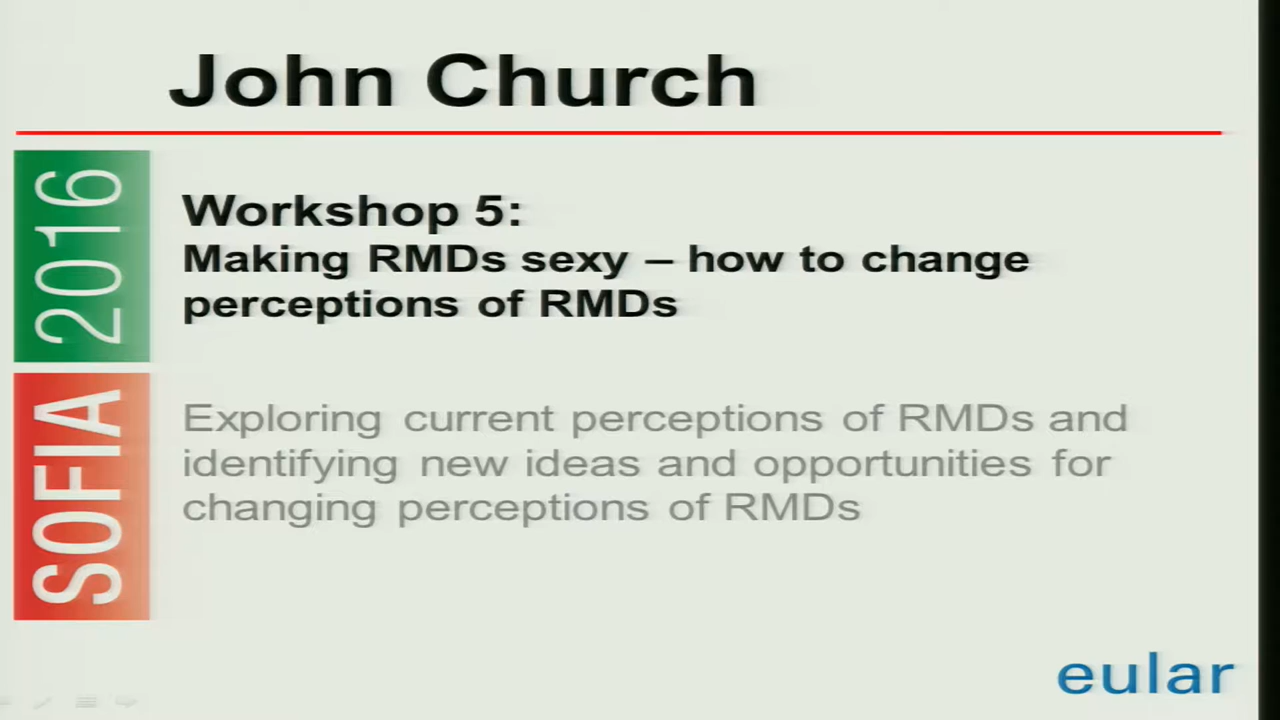 John Church
2016
Workshop 5:
Making RMDs sexy – how to change
perceptions of RMDs
SOFIA
Exploring current perceptions of RMDs and
identifying new ideas and opportunities for
changing perceptions of RMDs
eular